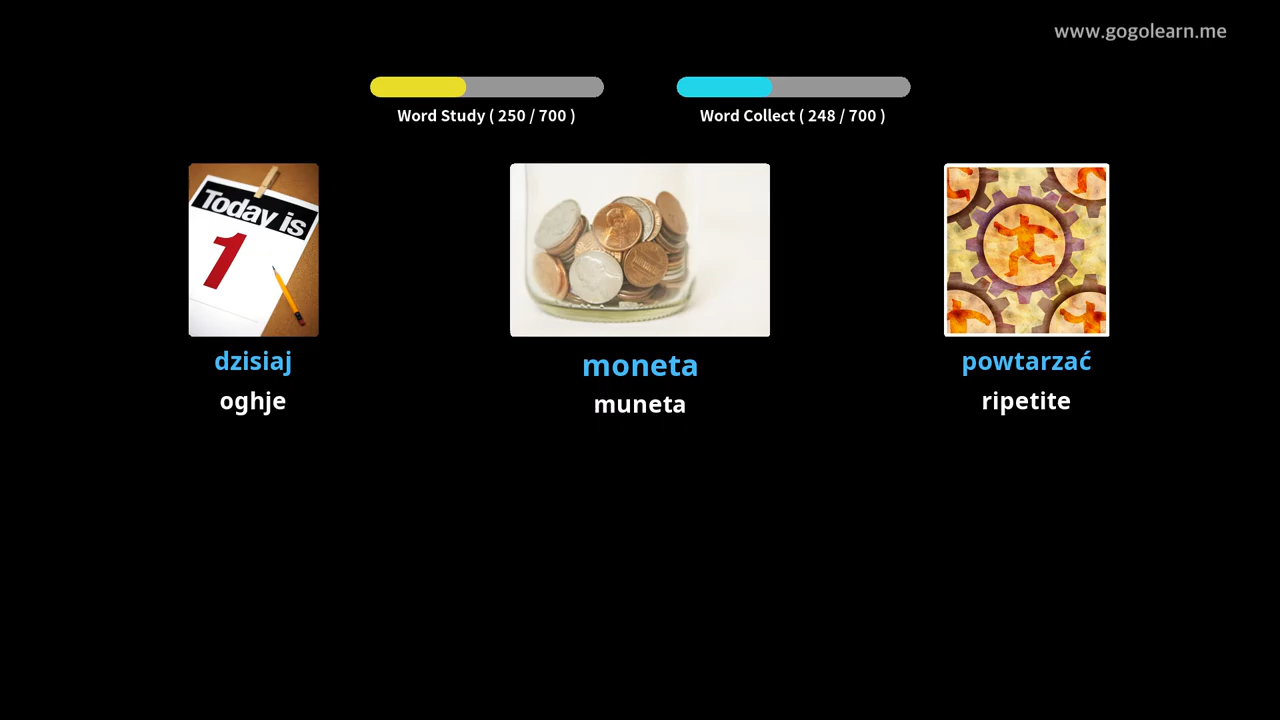 www.gogolearn.me
Word Study ( 250 / 700 )
Word Collect ( 248 / 700 )
Today is
1
dzisiaj
oghje
moneta
muneta
powtarzać
ripetite